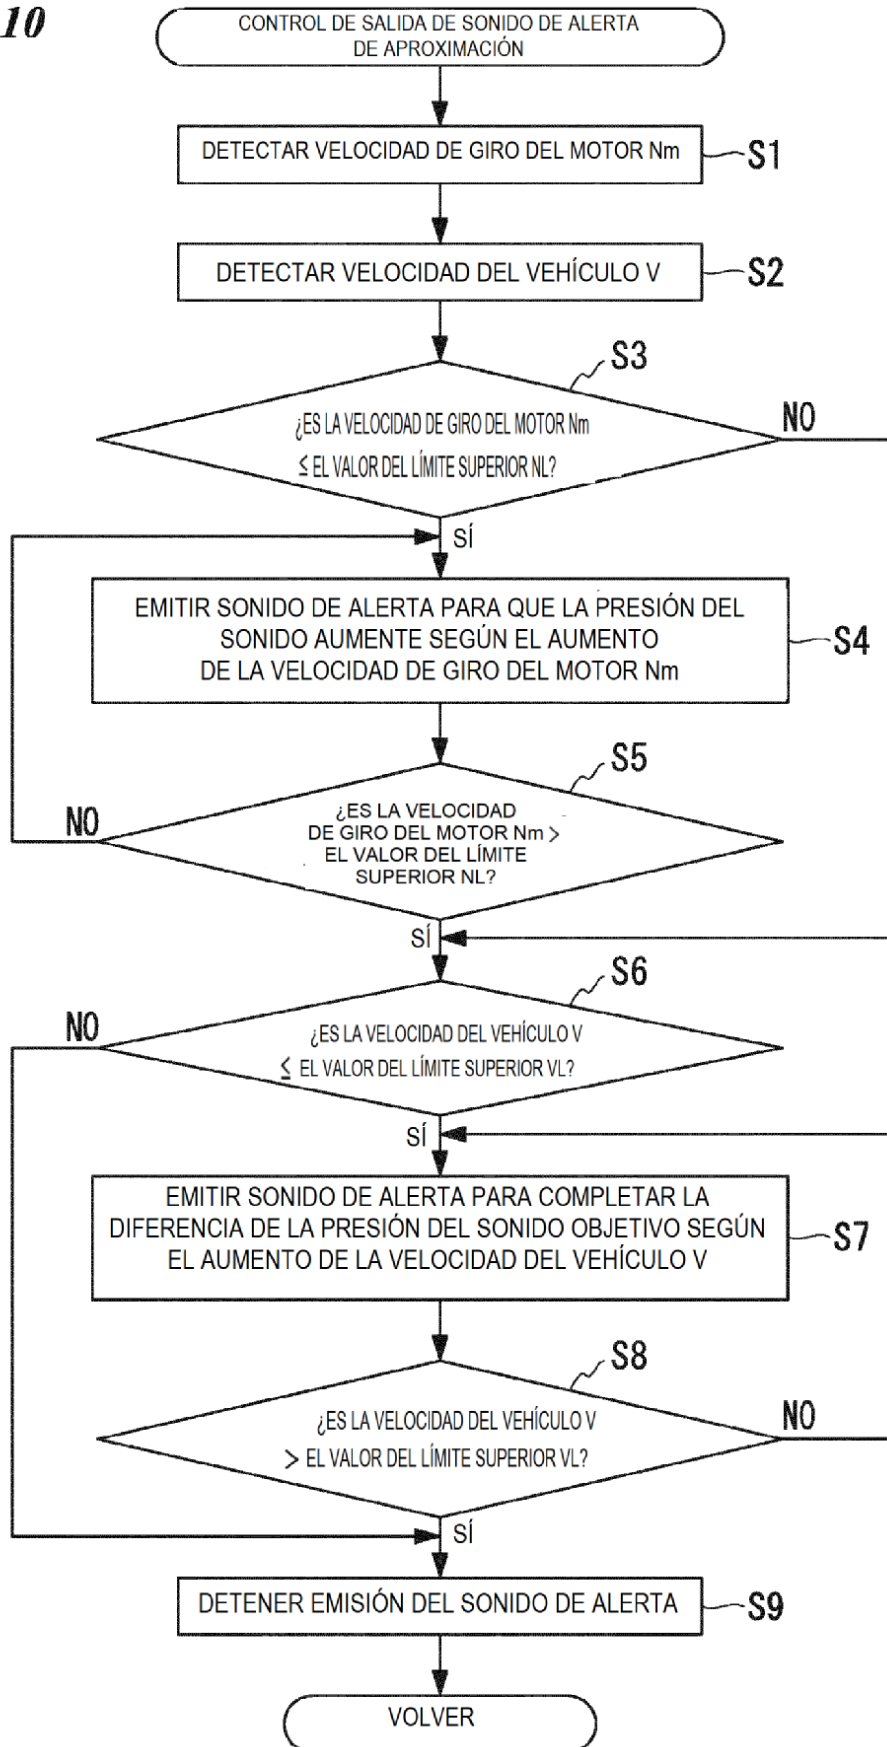 10
CONTROL DE SALIDA DE SONIDO DE ALERTA
DE APROXIMACIÓN
DETECTAR VELOCIDAD DE GIRO DEL MOTOR Nm
S1
DETECTAR VELOCIDAD DEL VEHÍCULO V
S2
S3
¿ES LA VELOCIDAD DE GIRO DEL MOTOR Nm
≤ EL VALOR DEL LÍMITE SUPERIOR NL?
NO
SÍ
EMITIR SONIDO DE ALERTA PARA QUE LA PRESIÓN DEL
SONIDO AUMENTE SEGÚN EL AUMENTO
DE LA VELOCIDAD DE GIRO DEL MOTOR Nm
S4
S5
¿ES LA VELOCIDAD
DE GIRO DEL MOTOR Nm >
EL VALOR DEL LÍMITE
SUPERIOR NL?
NO
SÍ
S6
¿ES LA VELOCIDAD DEL VEHÍCULO V
≤ EL VALOR DEL LÍMITE SUPERIOR VL?
NO
SÍ
EMITIR SONIDO DE ALERTA PARA COMPLETAR LA
DIFERENCIA DE LA PRESIÓN DEL SONIDO OBJETIVO SEGÚN
EL AUMENTO DE LA VELOCIDAD DEL VEHÍCULO V
S7
S8
¿ES LA VELOCIDAD DEL VEHÍCULO V
> EL VALOR DEL LÍMITE SUPERIOR VL?
NO
SÍ
DETENER EMISIÓN DEL SONIDO DE ALERTA
S9
VOLVER